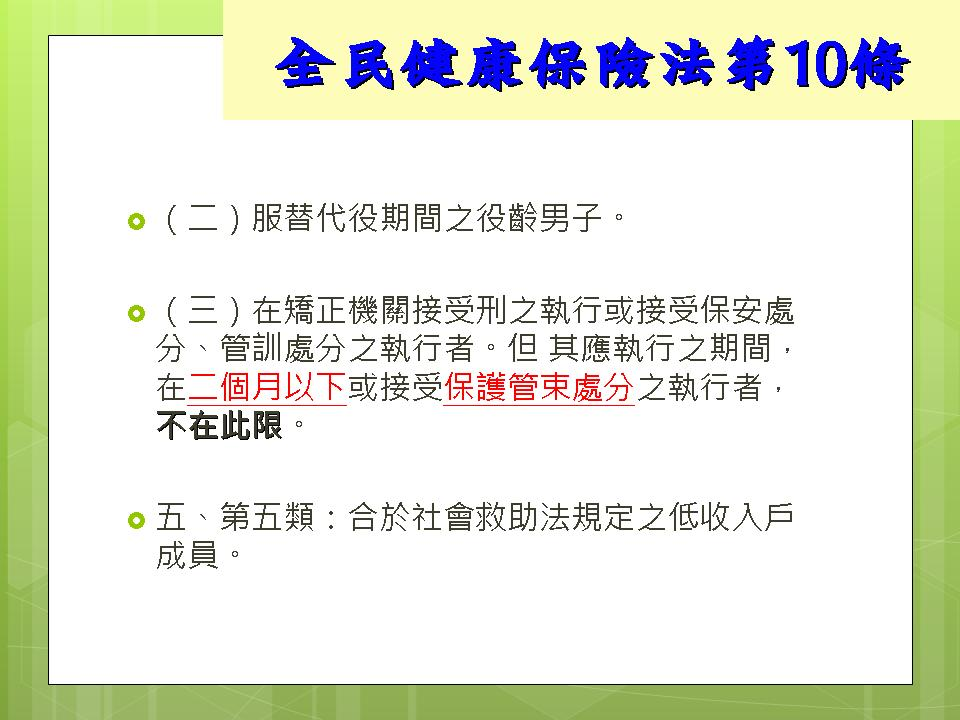 全民健康保險法第10條
（二）服替代役期間之役齡男子。
（三）在矯正機關接受刑之執行或接受保安處
分、管訓處分之執行者。但 其應執行之期間，
在二個月以下或接受保護管束處分之執行者，
不在此限。
五、第五類：合於社會救助法規定之低收入戶
成員。